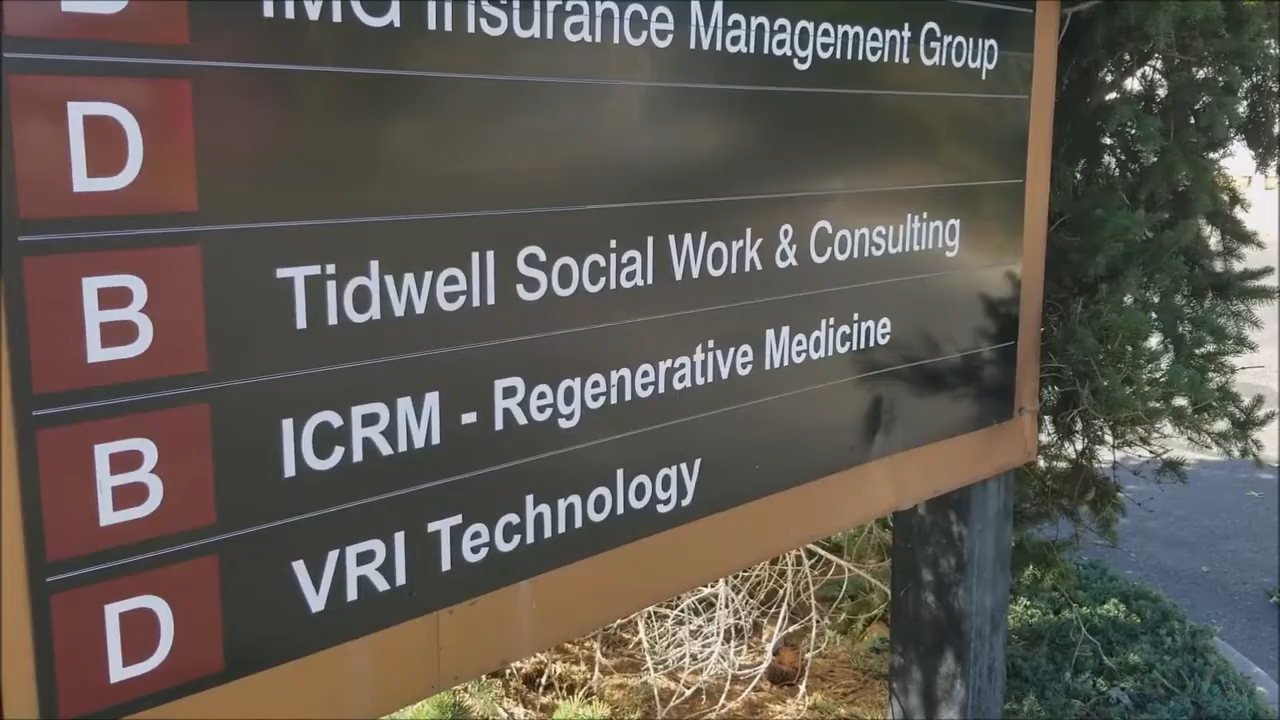 B IMG Insurance Management Group
D
B Tidwell Social Work & Consulting
B ICRM - Regenerative Medicine
D VRI Technology